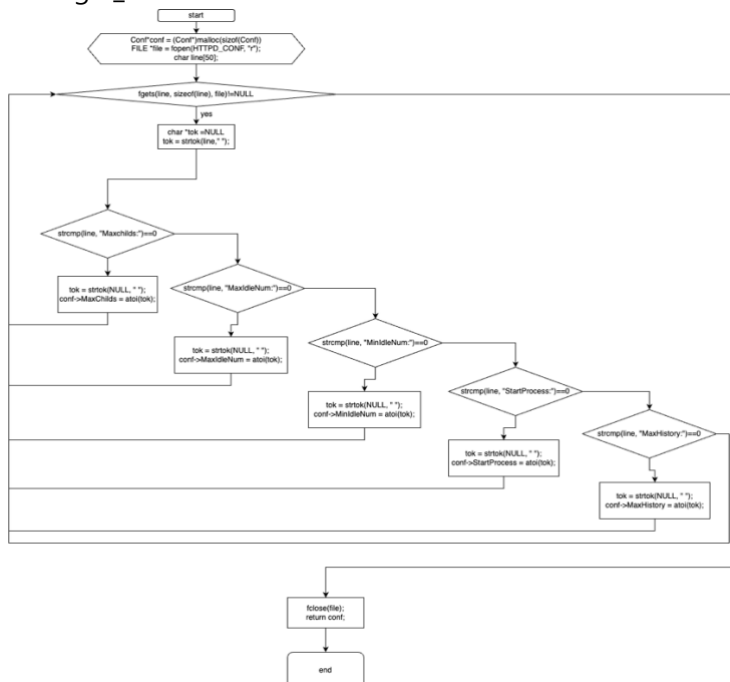 start
Conf*conf = (Conf*)malloc(sizof(Conf))
FILE *file = fopen(HTTPD_CONF, "r");
char line[50];
fgets(line, sizeof(line), file)!=NULL
yes
char *tok =NULL
tok = strtok(line," ");
strcmp(line, "Maxchilds:")==0
tok = strtok(NULL, " ");
conf->MaxChilds = atoi(tok);
strcmp(line, "MaxIdleNum:")==0
tok = strtok(NULL, " ");
conf->MaxIdleNum = atoi(tok);
strcmp(line, "MinIdleNum:")==0
tok = strtok(NULL, " ");
conf->MinIdleNum = atoi(tok);
strcmp(line, "StartProcess:")==0
tok = strtok(NULL, " ");
conf->StartProcess = atoi(tok);
strcmp(line, "MaxHistory:")==0
tok = strtok(NULL, " ");
conf->MaxHistory = atoi(tok);
fclose(file);
return conf;
end